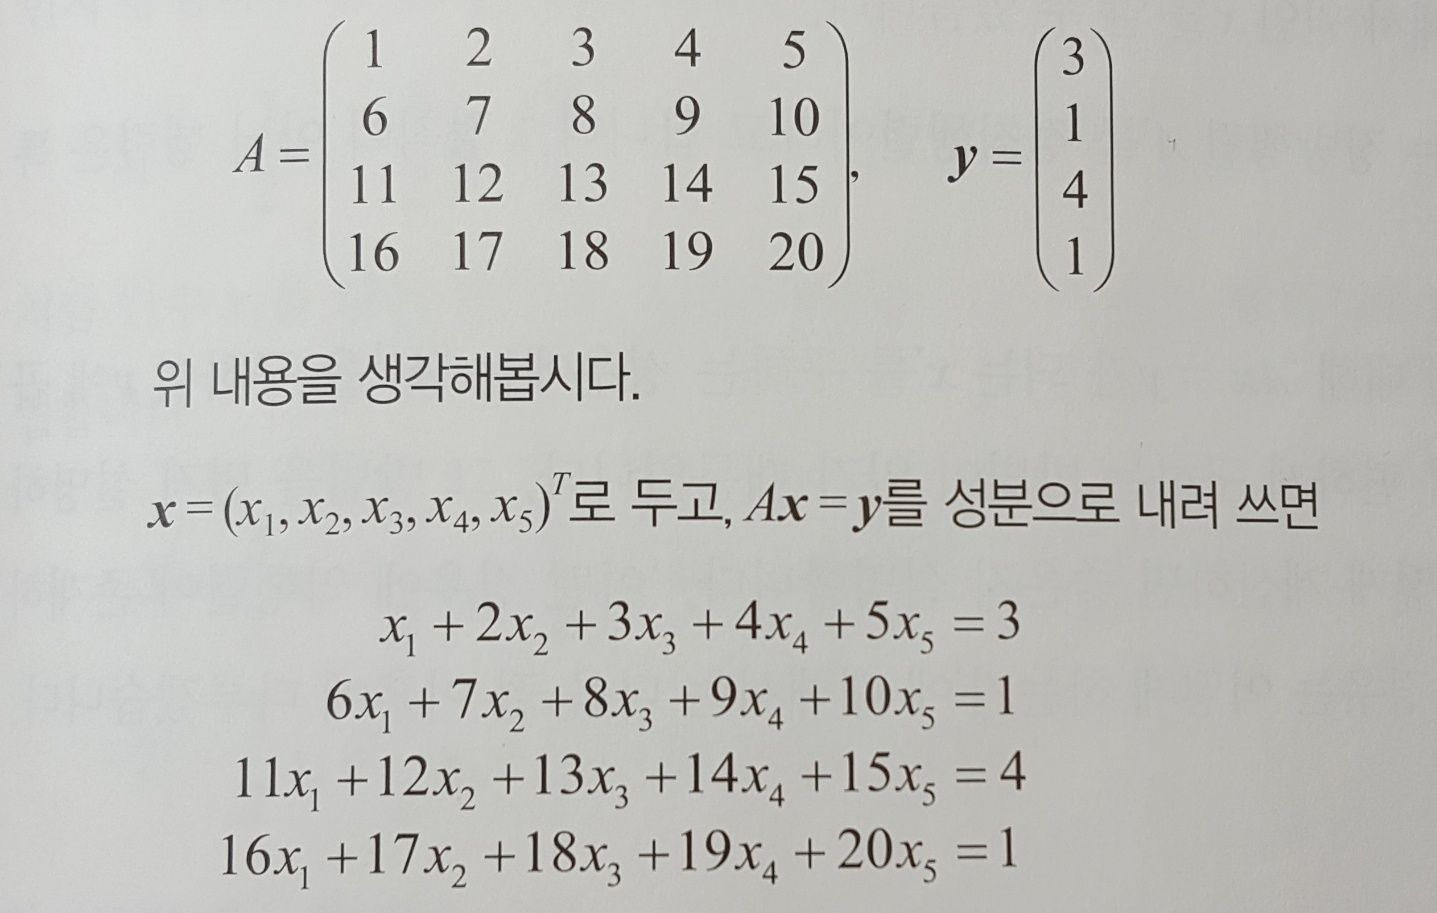 A = ( 1 2 3 4 5
6 7 8 9 10
11 12 13 14 15
16 17 18 19 20 ), y = ( 3
1
4
1 )
위 내용을 생각해봅시다.
x = (x₁, x₂, x₃, x₄, x₅)ᵀ로 두고, Ax = y를 성분으로 내려 쓰면
x₁ + 2x₂ + 3x₃ + 4x₄ + 5x₅ = 3
6x₁ + 7x₂ + 8x₃ + 9x₄ + 10x₅ = 1
11x₁ + 12x₂ + 13x₃ + 14x₄ + 15x₅ = 4
16x₁ + 17x₂ + 18x₃ + 19x₄ + 20x₅ = 1